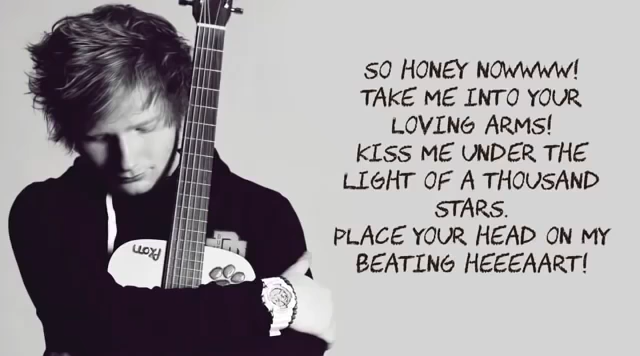 SO HONEY NOWWWW!
TAKE ME INTO YOUR
LOVING ARMS!
KISS ME UNDER THE
LIGHT OF A THOUSAND
STARS.
PLACE YOUR HEAD ON MY
BEATING HEEEAART!